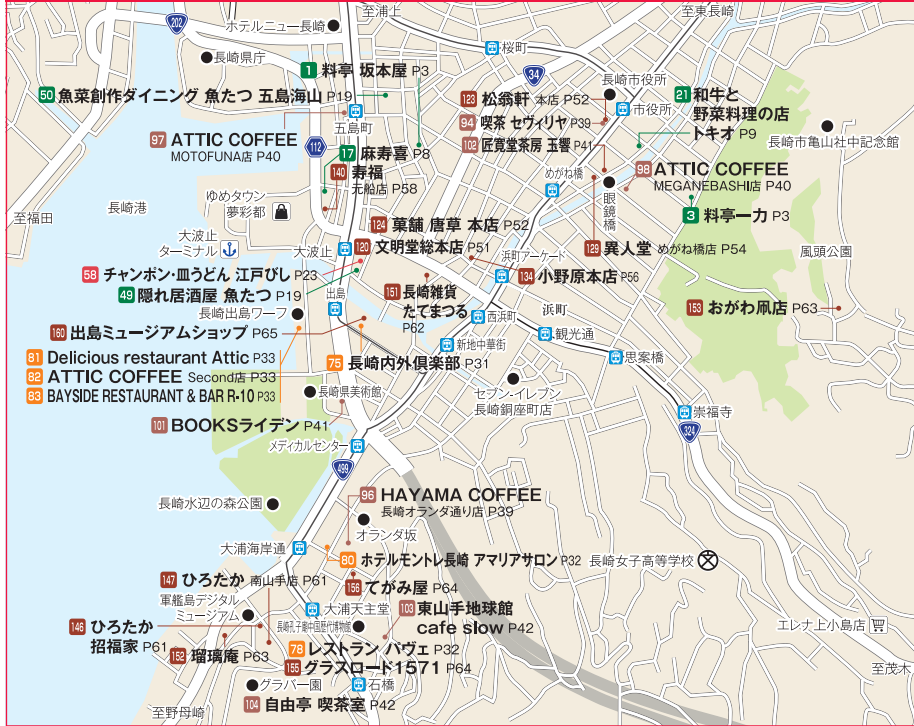 至浦上
至東長崎
202
ホテルニュー長崎
桜町
長崎県庁
34
1 料亭 坂本屋 P3
長崎市役所
50 魚菜創作ダイニング 魚たつ 五島海山 P19
123 松翁軒 本店 P52
市役所
21 和牛と
野菜料理の店
トキオ P9
五島町
94 喫茶 セヴィリヤ P39
97 ATTIC COFFEE
MOTOFUNA店 P40
112
102 匠寛堂茶房 玉響 P41
長崎市亀山社中記念館
17 麻寿喜 P8
めがね橋
98 ATTIC COFFEE
MEGANEBASHI店 P40
140 寿福
元船店 P58
眼鏡橋
至福田
長崎港
ゆめタウン
夢彩都
3 料亭一力 P3
124 菓舗 唐草 本店 P52
大波止
ターミナル
大波止
120 文明堂総本店 P51
浜町アーケード
129 異人堂 めがね橋店 P54
風頭公園
58 チャンポン・皿うどん 江戸びし P23
134 小野原本店 P56
49 隠れ居酒屋 魚たつ P19
出島
151 長崎雑貨
たてまつる
P62
153 おがわ凧店 P63
長崎出島ワーフ
西浜町
浜町
160 出島ミュージアムショップ P65
観光通
新地中華街
81 Delicious restaurant Attic P33
75 長崎内外倶楽部 P31
思案橋
82 ATTIC COFFEE Second店 P33
セブン-イレブン
長崎銅座町店
83 BAYSIDE RESTAURANT & BAR R-10 P33
長崎県美術館
崇福寺
101 BOOKSライデン P41
324
メディカルセンター
499
96 HAYAMA COFFEE
長崎オランダ通り店 P39
長崎水辺の森公園
オランダ坂
大浦海岸通
80 ホテルモントレ長崎 アマリアサロン P32
長崎女子高等学校
147 ひろたか 南山手店 P61
156 てがみ屋 P64
軍艦島デジタル
ミュージアム
大浦天主堂
103 東山手地球館
cafe slow P42
146 ひろたか
招福家 P61
長崎孔子廟中国歴代博物館
エレナ上小島店
152 瑠璃庵 P63
78 レストラン パヴェ P32
155 グラスロード1571 P64
至茂木
グラバー園
石橋
104 自由亭 喫茶室 P42
至野母崎